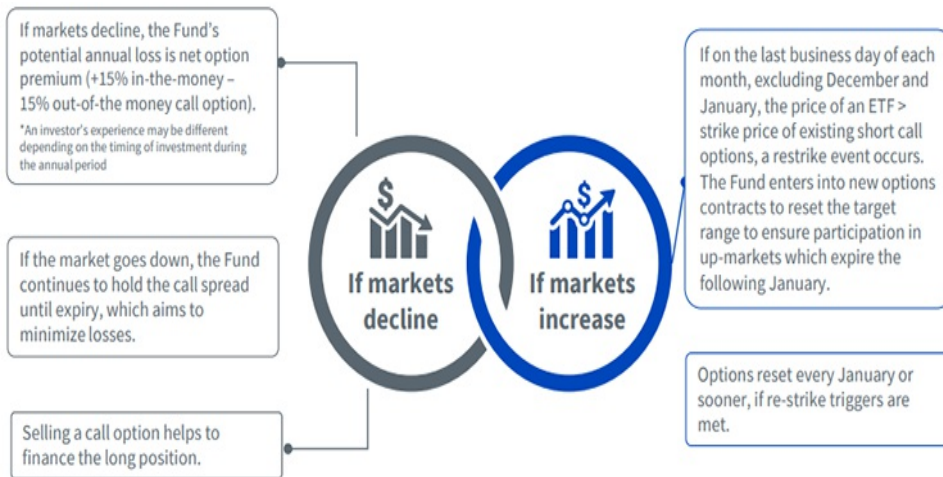 If markets decline, the Fund's
potential annual loss is net option
premium (+15% in-the-money –
15% out-of-the money call option).
*An investor's experience may be different
depending on the timing of investment during
the annual period
If the market goes down, the Fund
continues to hold the call spread
until expiry, which aims to
minimize losses.
Selling a call option helps to
finance the long position.
$
If markets
decline
$
If markets
increase
If on the last business day of each
month, excluding December and
January, the price of an ETF >
strike price of existing short call
options, a restrike event occurs.
The Fund enters into new options
contracts to reset the target
range to ensure participation in
up-markets which expire the
following January.
Options reset every January or
sooner, if re-strike triggers are
met.